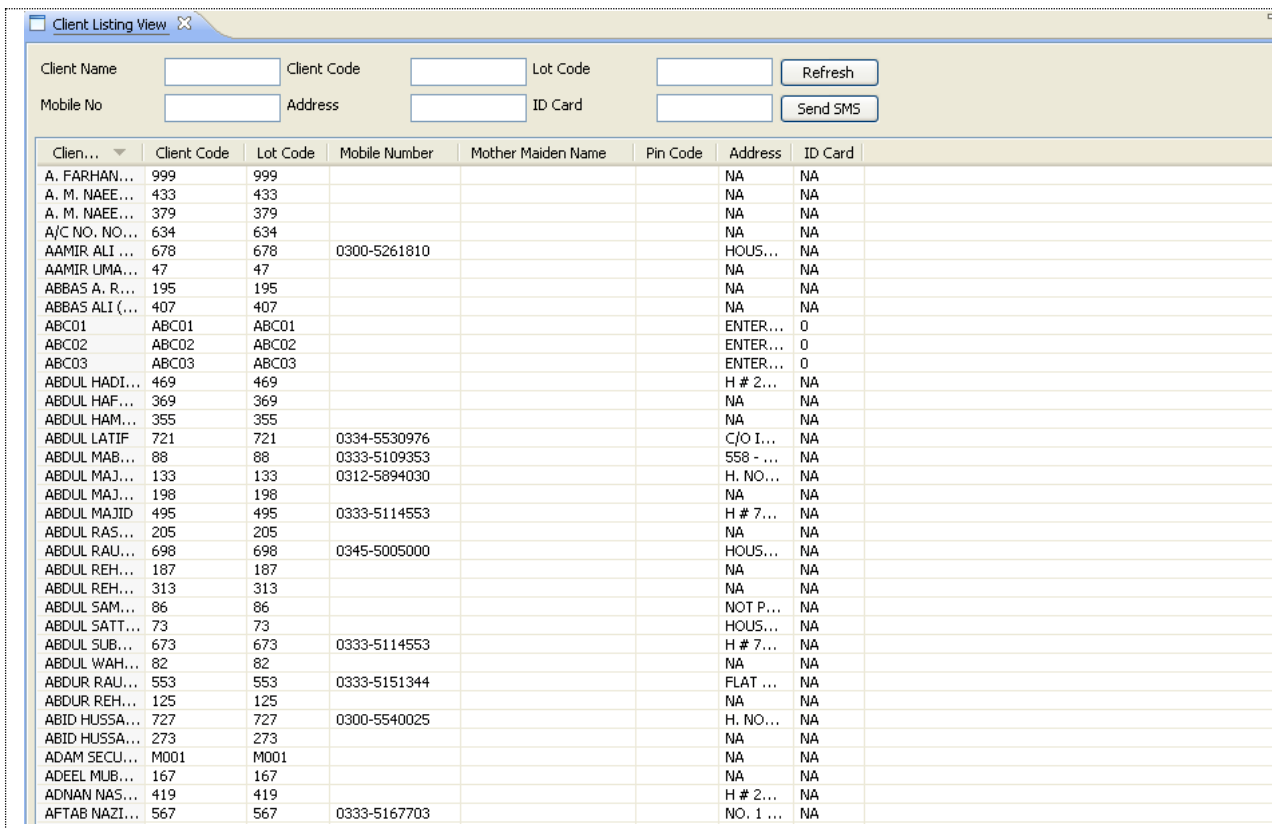 Client Listing View
Client Name Client Code Lot Code Refresh
Mobile No Address ID Card Send SMS
Clien... Client Code Lot Code Mobile Number Mother Maiden Name Pin Code Address ID Card
A. FARHAN... 999 999 NA NA
A. M. NAEE... 433 433 NA NA
A. M. NAEE... 379 379 NA NA
A/C NO. NO... 634 634 NA NA
AAMIR ALI ... 678 678 0300-5261810 HOUS... NA
AAMIR UMA... 47 47 NA NA
ABBAS A. R... 195 195 NA NA
ABBAS ALI (... 407 407 NA NA
ABC01 ABC01 ABC01 ENTER... 0
ABC02 ABC02 ABC02 ENTER... 0
ABC03 ABC03 ABC03 ENTER... 0
ABDUL HADI... 469 469 H # 2... NA
ABDUL HAF... 369 369 NA NA
ABDUL HAM... 355 355 NA NA
ABDUL LATIF 721 721 0334-5530976 C/O I... NA
ABDUL MAB... 88 88 0333-5109353 558 - ... NA
ABDUL MAJ... 133 133 0312-5894030 H. NO... NA
ABDUL MAJ... 198 198 NA NA
ABDUL MAJID 495 495 0333-5114553 H # 7... NA
ABDUL RAS... 205 205 NA NA
ABDUL RAU... 698 698 0345-5005000 HOUS... NA
ABDUL REH... 187 187 NA NA
ABDUL REH... 313 313 NA NA
ABDUL SAM... 86 86 NOT P... NA
ABDUL SATT... 73 73 HOUS... NA
ABDUL SUB... 673 673 0333-5114553 H # 7... NA
ABDUL WAH... 82 82 NA NA
ABDUR RAU... 553 553 0333-5151344 FLAT ... NA
ABDUR REH... 125 125 NA NA
ABID HUSSA... 727 727 0300-5540025 H. NO... NA
ABID HUSSA... 273 273 NA NA
ADAM SECU... M001 M001 NA NA
ADEEL MUB... 167 167 NA NA
ADNAN NAS... 419 419 H # 2... NA
AFTAB NAZI... 567 567 0333-5167703 NO. 1 ... NA